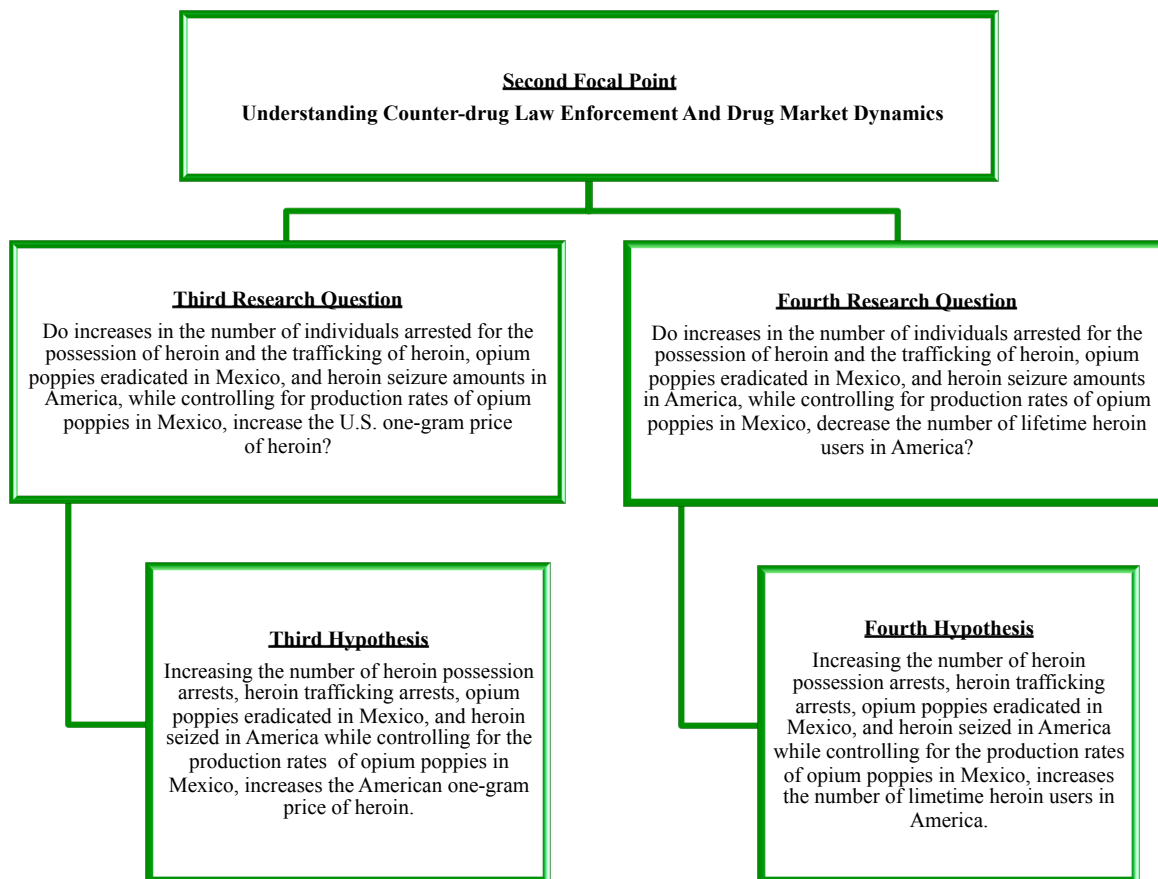 Second Focal Point
Understanding Counter-drug Law Enforcement And Drug Market Dynamics
Third Research Question
Do increases in the number of individuals arrested for the
possession of heroin and the trafficking of heroin, opium
poppies eradicated in Mexico, and heroin seizure amounts in
America, while controlling for production rates of opium
poppies in Mexico, increase the U.S. one-gram price
of heroin?
Fourth Research Question
Do increases in the number of individuals arrested for the
possession of heroin and the trafficking of heroin, opium
poppies eradicated in Mexico, and heroin seizure amounts
in America, while controlling for production rates of opium
poppies in Mexico, decrease the number of lifetime heroin
users in America?
Third Hypothesis
Increasing the number of heroin possession
arrests, heroin trafficking arrests, opium
poppies eradicated in Mexico, and heroin
seized in America while controlling for the
production rates of opium poppies in
Mexico, increases the American one-gram
price of heroin.
Fourth Hypothesis
Increasing the number of heroin
possession arrests, heroin trafficking
arrests, opium poppies eradicated in
Mexico, and heroin seized in America
while controlling for the production rates
of opium poppies in Mexico, increases
the number of limetime heroin users in
America.